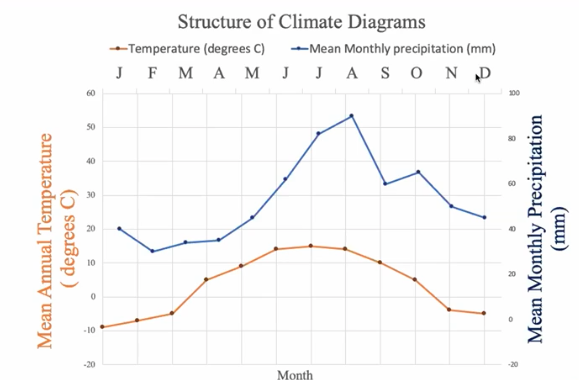 Structure of Climate Diagrams
Temperature (degrees C) Mean Monthly precipitation (mm)
J F M A M J J A S O N D
60
50
40
30
20
10
0
-10
-20
Mean Annual Temperature
( degrees C)
100
80
60
40
20
0
-20
Mean Monthly Precipitation
(mm)
Month